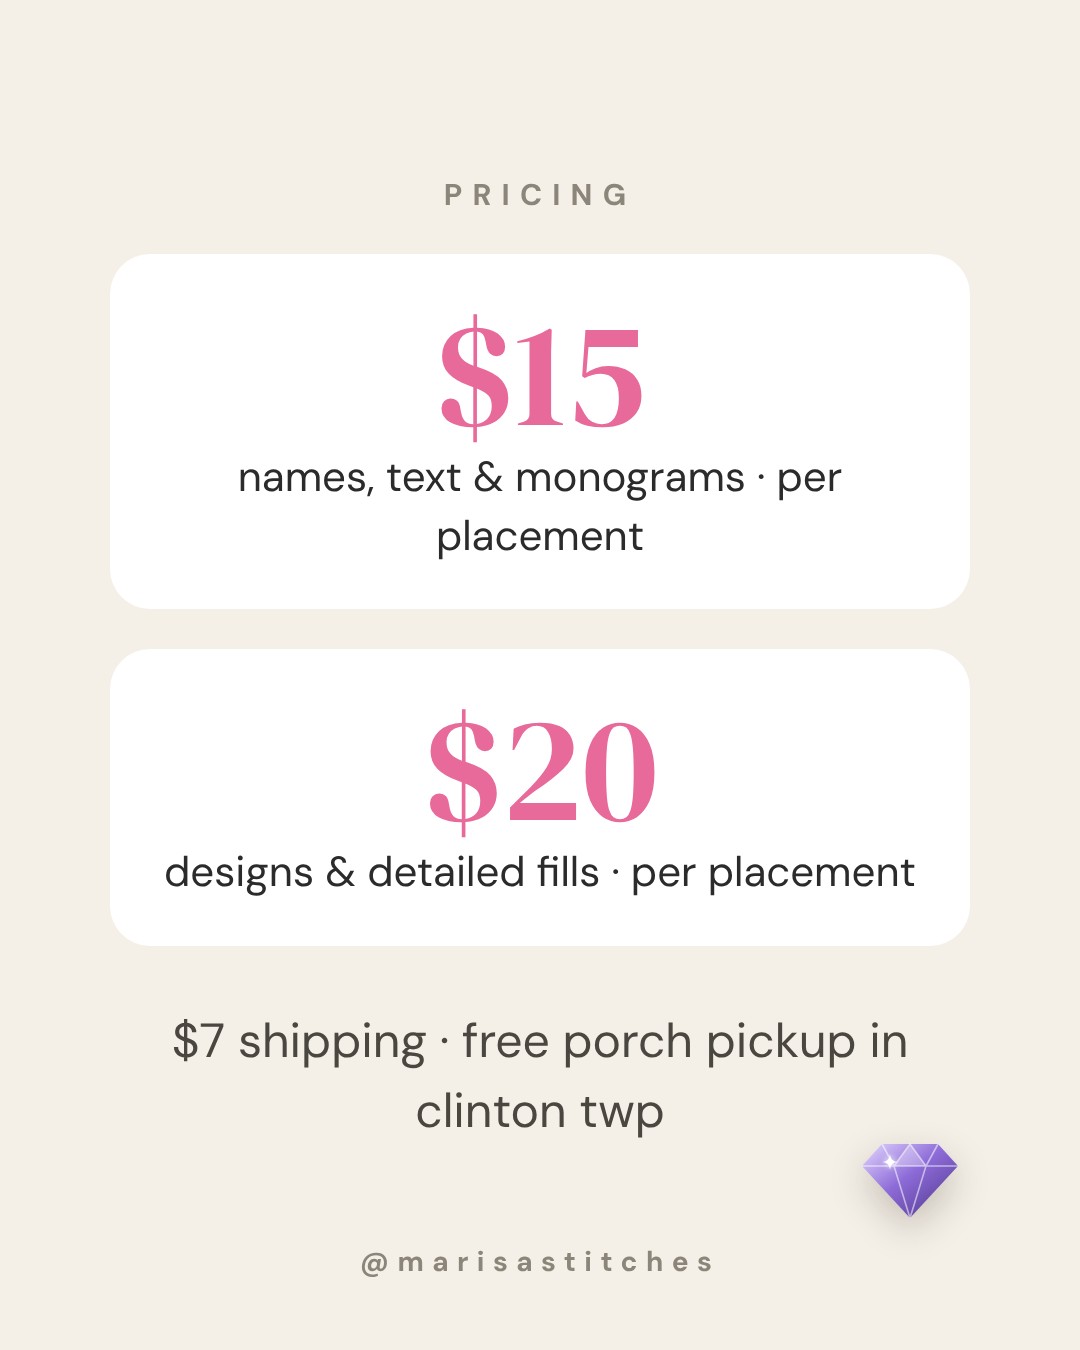 PRICING
$15
names, text & monograms · per
placement
$20
designs & detailed fills · per placement
$7 shipping · free porch pickup in
clinton twp
@marisastitches